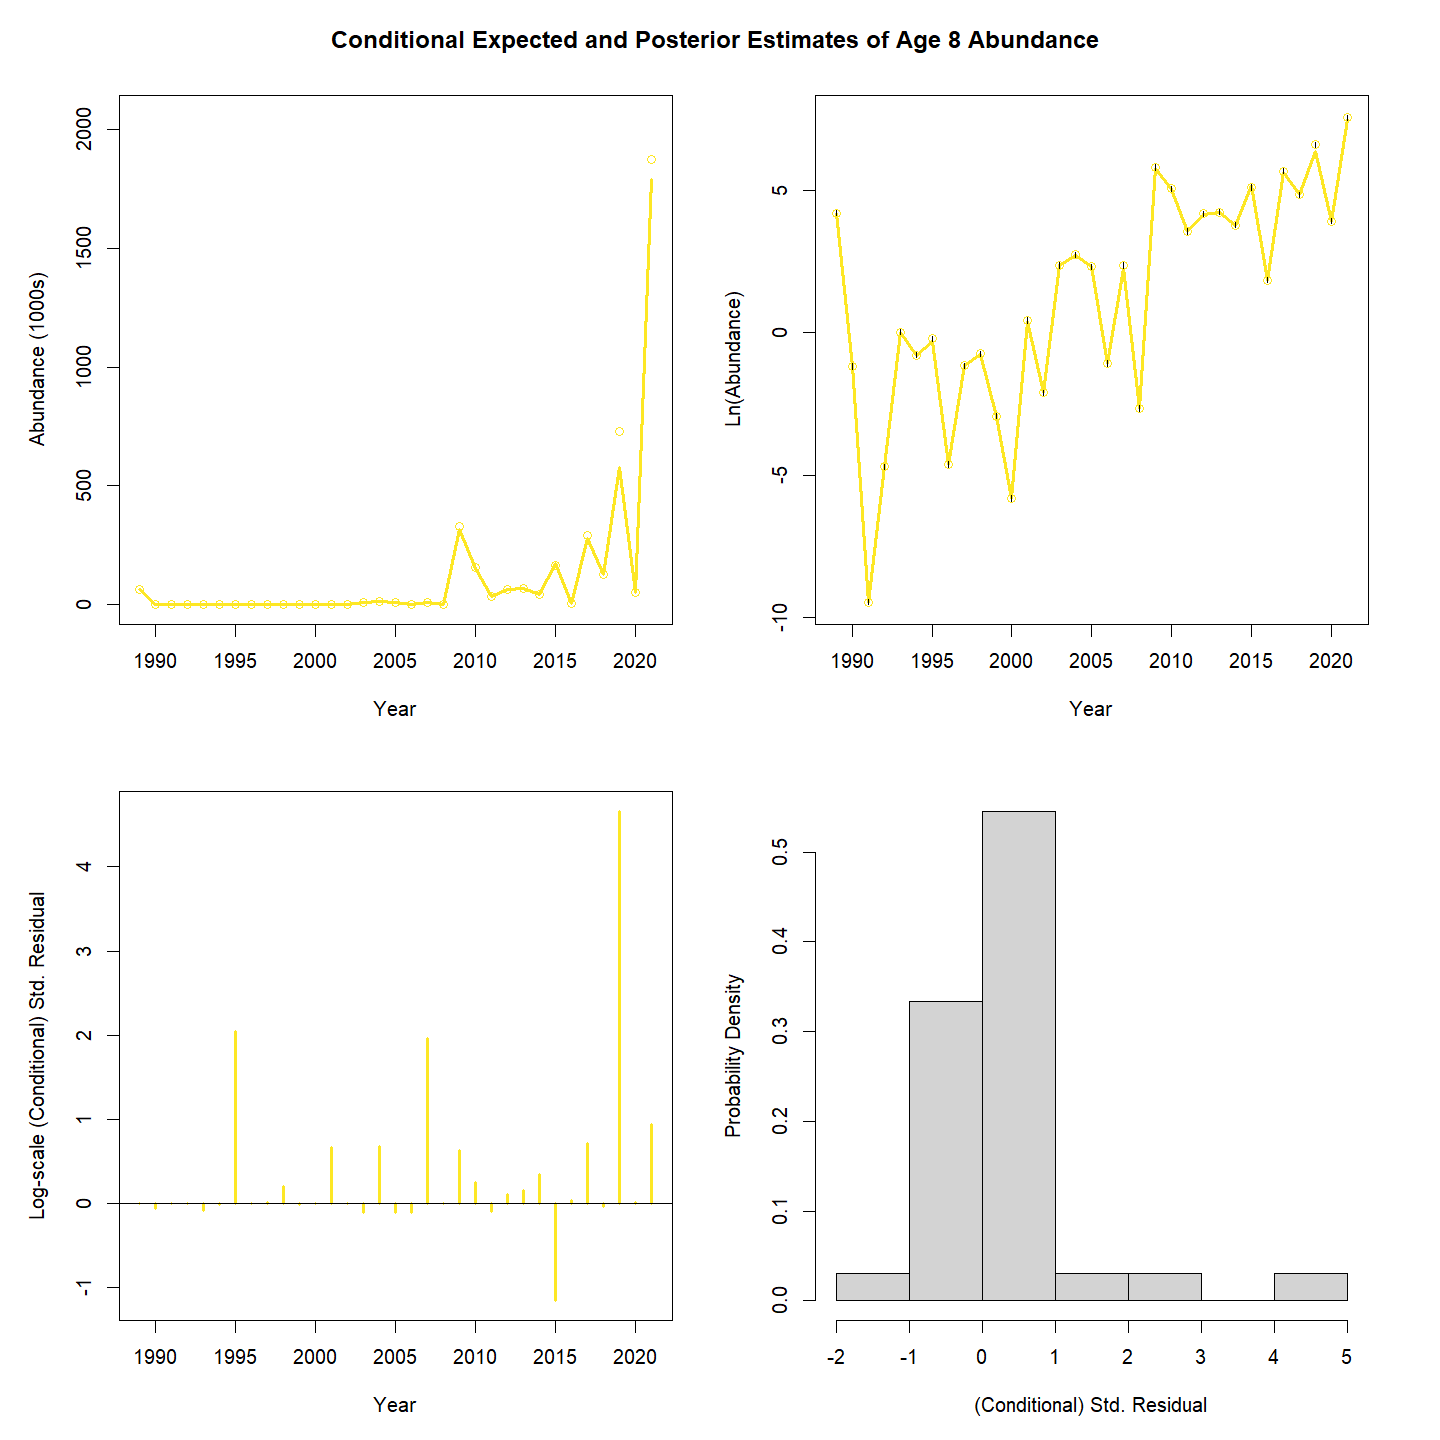 Conditional Expected and Posterior Estimates of Age 8 Abundance
Abundance (1000s)
2000
1500
1000
500
0
1990 1995 2000 2005 2010 2015 2020
Year
Ln(Abundance)
5
0
-5
-10
1990 1995 2000 2005 2010 2015 2020
Year
Log-scale (Conditional) Std. Residual
4
3
2
1
0
-1
1990 1995 2000 2005 2010 2015 2020
Year
Probability Density
0.5
0.4
0.3
0.2
0.1
0.0
-2 -1 0 1 2 3 4 5
(Conditional) Std. Residual